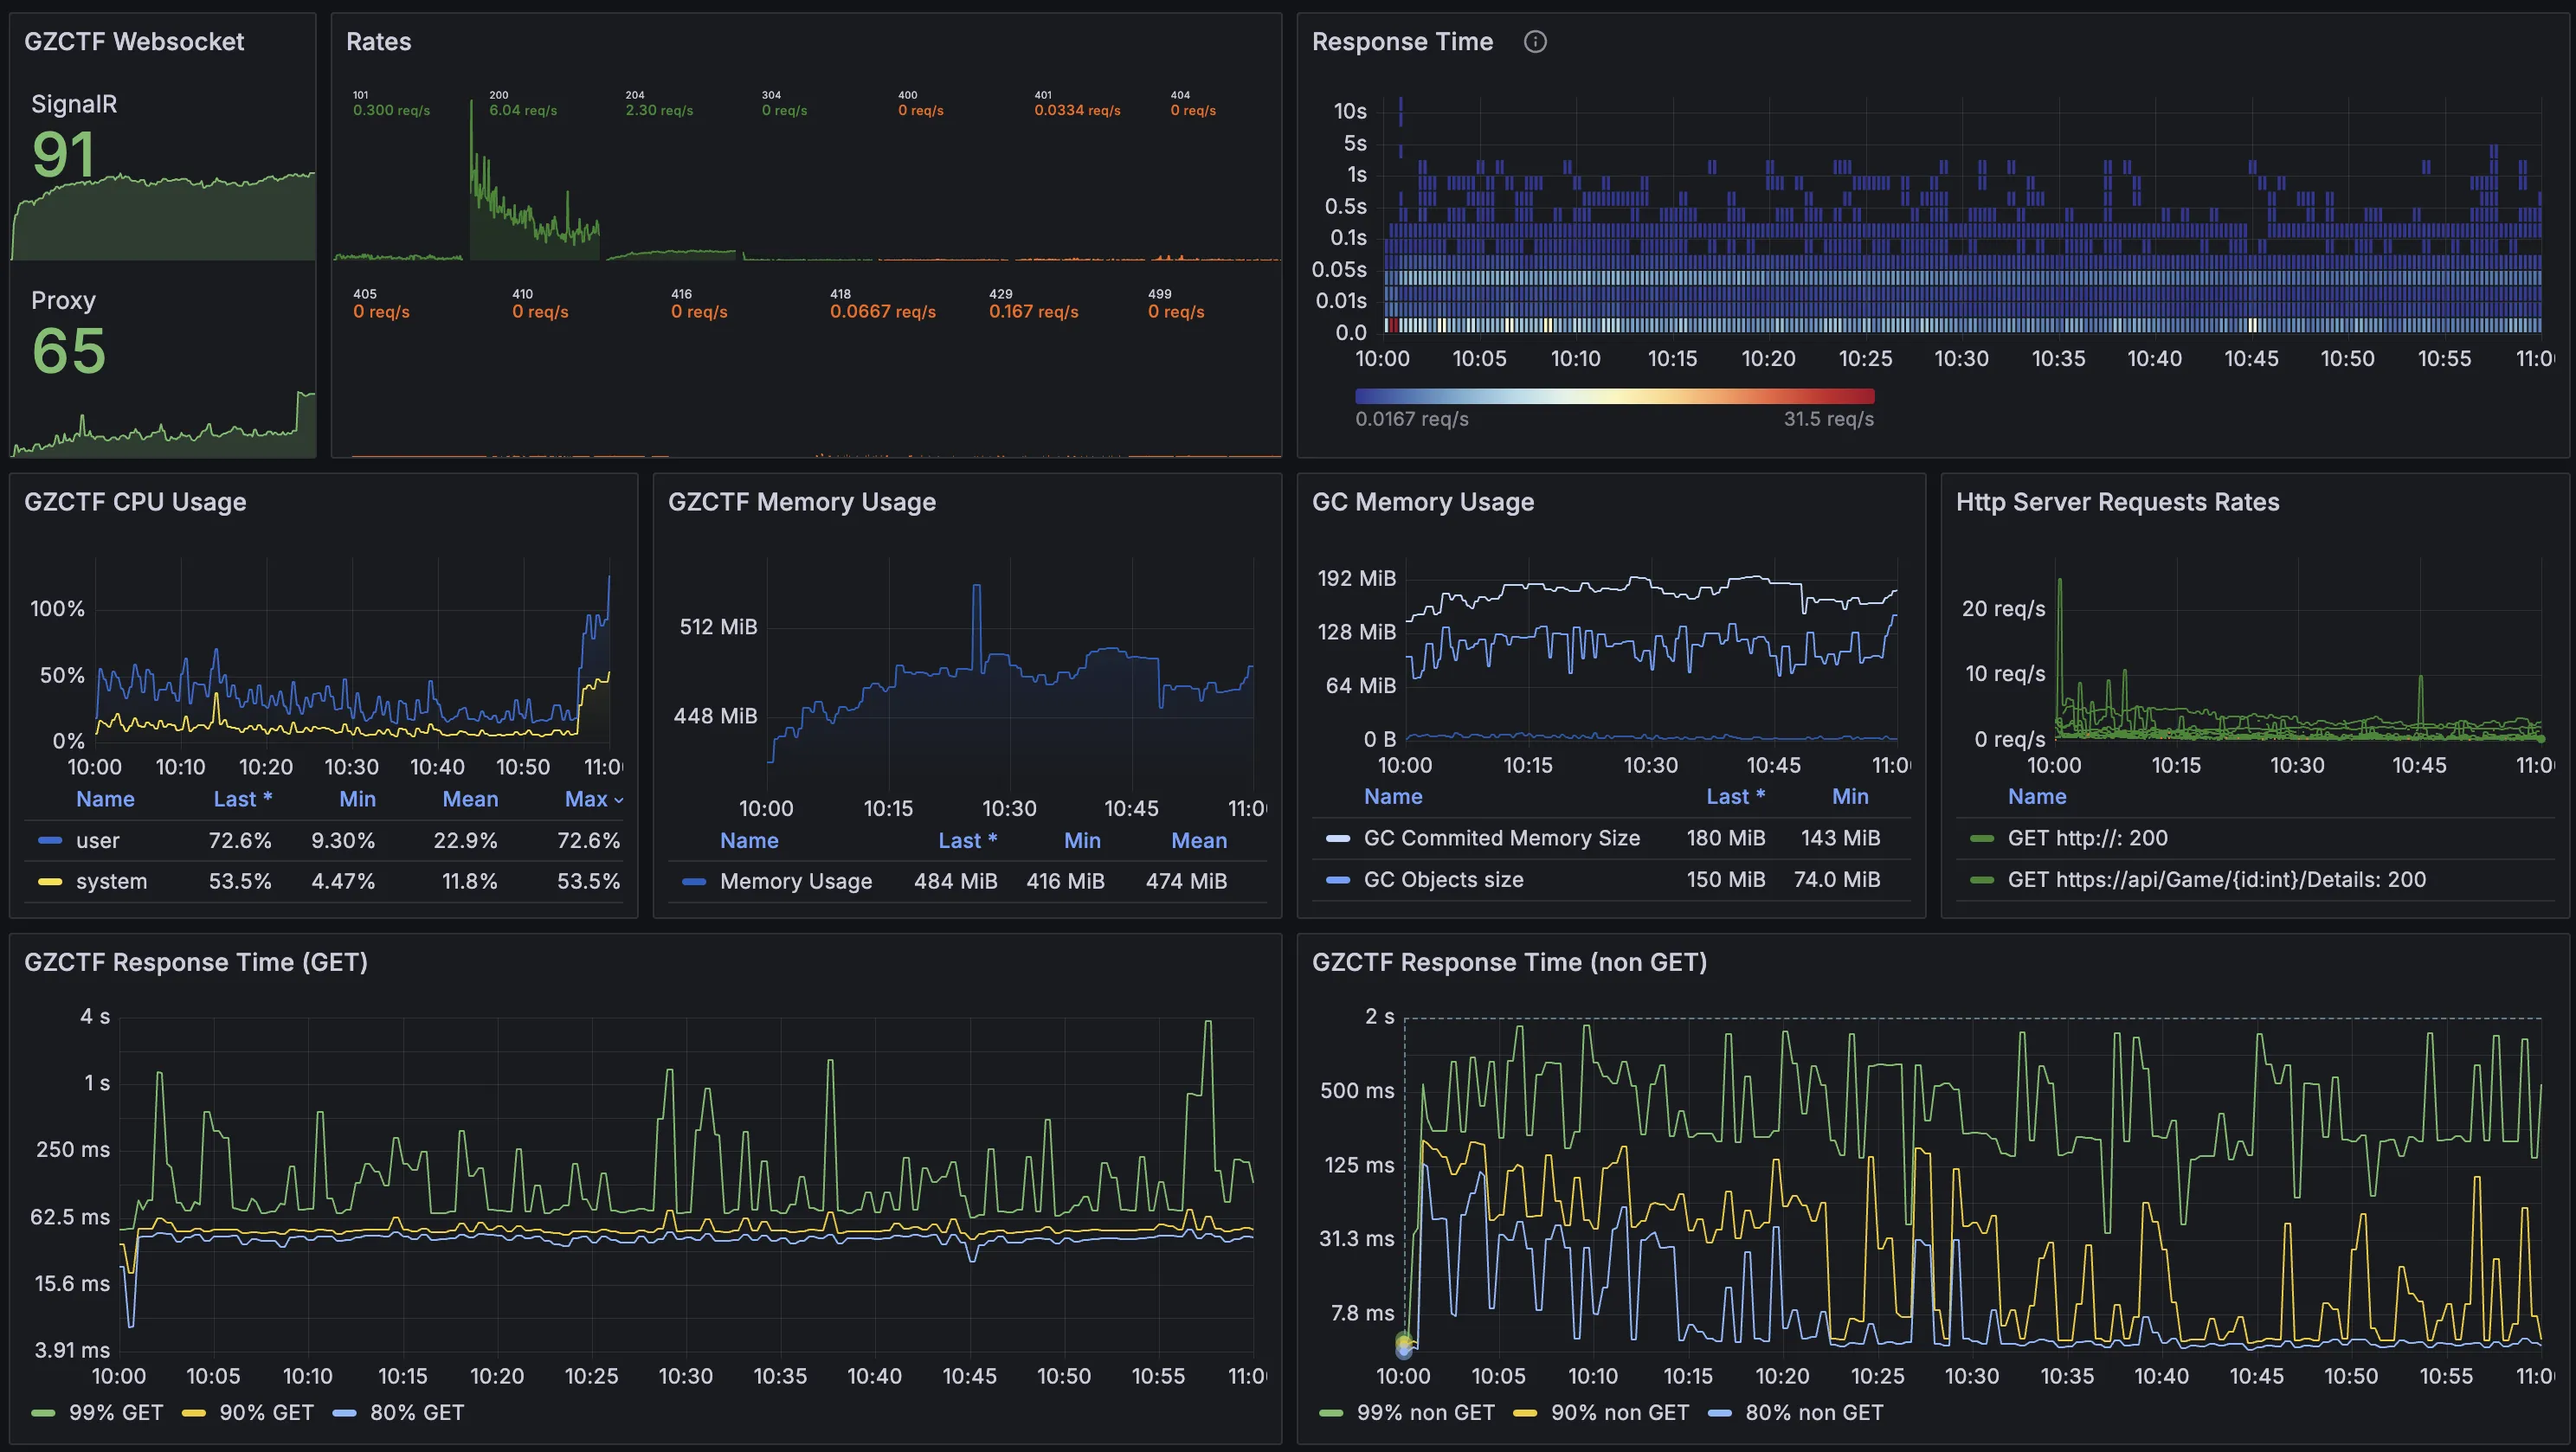 GZCTF Websocket
SignalR
91
Proxy
65
Rates
101 200 204 304 400 401 404
0.300 req/s 6.04 req/s 2.30 req/s 0 req/s 0 req/s 0.0334 req/s 0 req/s
405 410 416 418 429 499
0 req/s 0 req/s 0 req/s 0.0667 req/s 0.167 req/s 0 req/s
Response Time
10s
5s
1s
0.5s
0.1s
0.05s
0.01s
0.0
10:00 10:05 10:10 10:15 10:20 10:25 10:30 10:35 10:40 10:45 10:50 10:55 11:0
0.0167 req/s 31.5 req/s
GZCTF CPU Usage
100%
50%
0%
10:00 10:10 10:20 10:30 10:40 10:50 11:0
Name Last * Min Mean Max
user 72.6% 9.30% 22.9% 72.6%
system 53.5% 4.47% 11.8% 53.5%
GZCTF Memory Usage
512 MiB
448 MiB
10:00 10:15 10:30 10:45 11:0
Name Last * Min Mean
Memory Usage 484 MiB 416 MiB 474 MiB
GC Memory Usage
192 MiB
128 MiB
64 MiB
0 B
10:00 10:15 10:30 10:45 11:0
Name Last * Min
GC Commited Memory Size 180 MiB 143 MiB
GC Objects size 150 MiB 74.0 MiB
Http Server Requests Rates
20 req/s
10 req/s
0 req/s
10:00 10:15 10:30 10:45 11:0
Name
GET http://: 200
GET https://api/Game/{id:int}/Details: 200
GZCTF Response Time (GET)
4 s
1 s
250 ms
62.5 ms
15.6 ms
3.91 ms
10:00 10:05 10:10 10:15 10:20 10:25 10:30 10:35 10:40 10:45 10:50 10:55 11:0
99% GET 90% GET 80% GET
GZCTF Response Time (non GET)
2 s
500 ms
125 ms
31.3 ms
7.8 ms
10:00 10:05 10:10 10:15 10:20 10:25 10:30 10:35 10:40 10:45 10:50 10:55 11:0
99% non GET 90% non GET 80% non GET